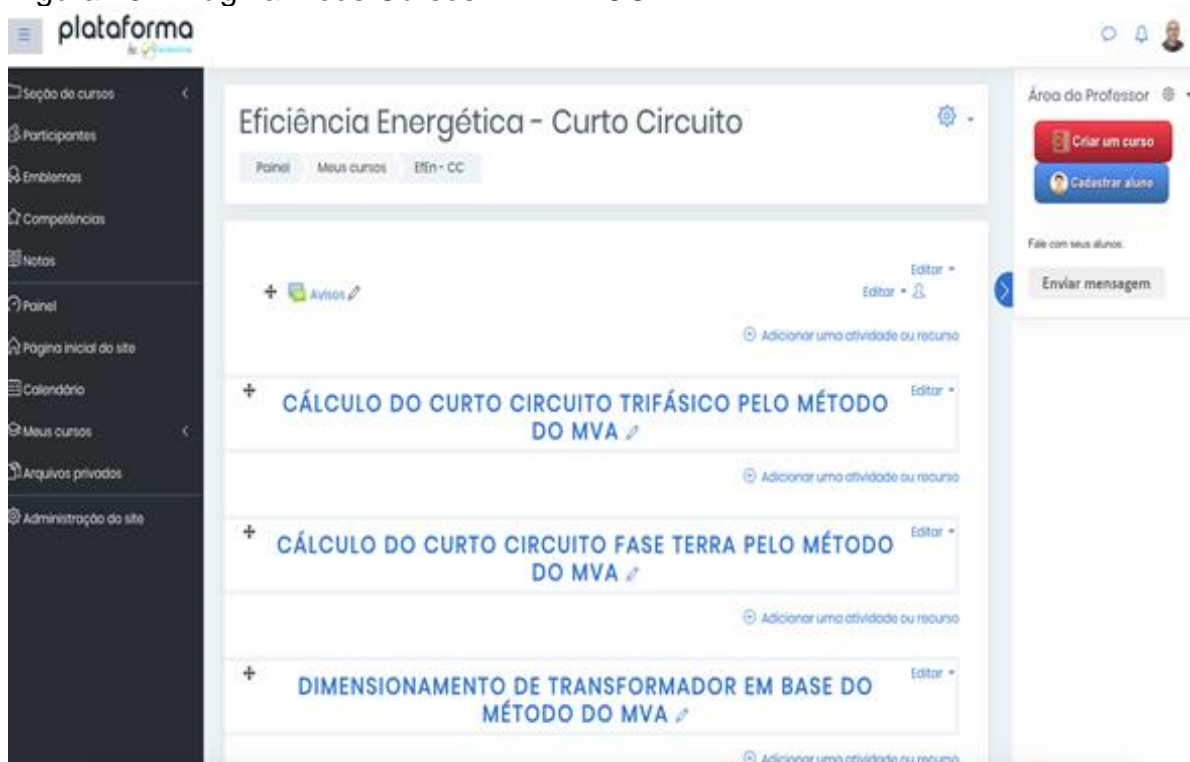 plataforma
Seção de cursos
Participantes
Emblemas
Competências
Notas
Painel
Página inicial do site
Calendário
Meus cursos
Arquivos privados
Administração do site
Eficiência Energética - Curto Circuito
Painel Meus cursos EfEn - CC
Editar
Avisos Editar
Adicionar uma atividade ou recurso
CÁLCULO DO CURTO CIRCUITO TRIFÁSICO PELO MÉTODO Editar
DO MVA
Adicionar uma atividade ou recurso
CÁLCULO DO CURTO CIRCUITO FASE TERRA PELO MÉTODO Editar
DO MVA
Adicionar uma atividade ou recurso
DIMENSIONAMENTO DE TRANSFORMADOR EM BASE DO Editar
MÉTODO DO MVA
Adicionar uma atividade ou recurso
Área do Professor
Criar um curso
Cadastrar aluno
Fale com seus alunos:
Enviar mensagem